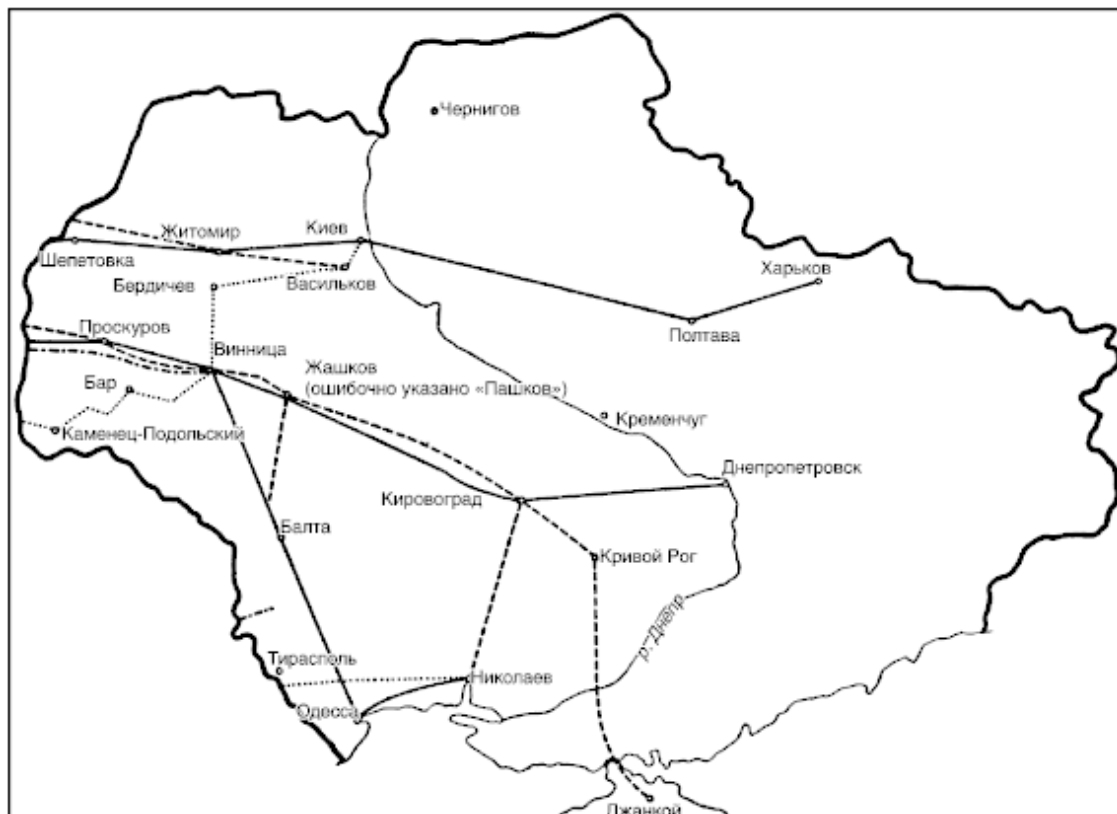 Чернигов
Житомир
Киев
Шепетовка
Харьков
Бердичев
Васильков
Проскуров
Полтава
Винница
Жашков
(ошибочно указано «Пашков»)
Бар
Кременчуг
Каменец-Подольский
Днепропетровск
Кировоград
Балта
Кривой Рог
р. Днепр
Тирасполь
Николаев
Одесса
Джанкой